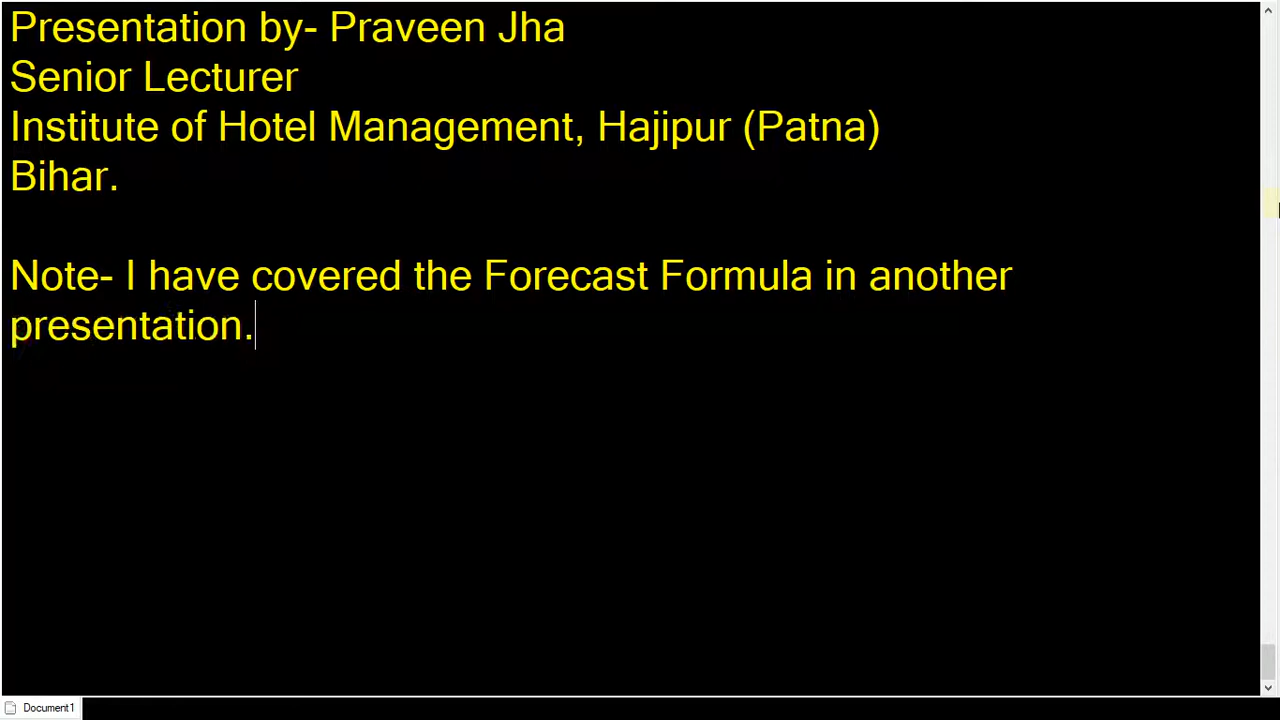 Presentation by- Praveen Jha
Senior Lecturer
Institute of Hotel Management, Hajipur (Patna)
Bihar.
Note- I have covered the Forecast Formula in another
presentation.
Document1